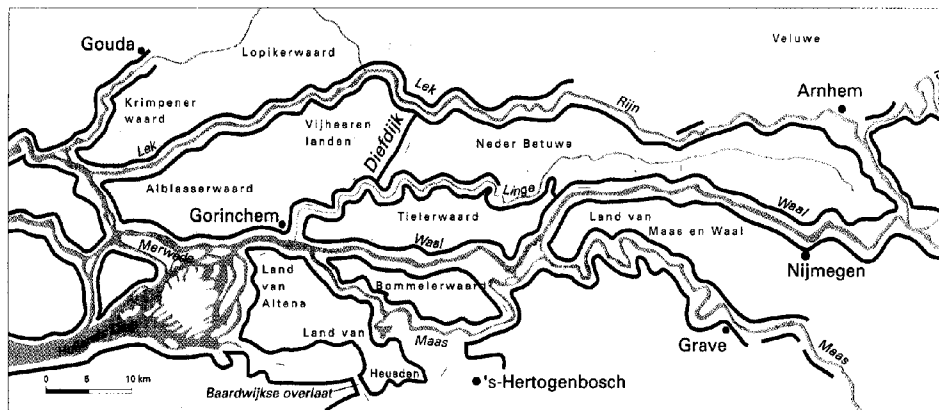 Veluwe
Gouda
Lopikerwaard
Lek
Rijn
Arnhem
Krimpener
waard
Vijheeren
landen
Diefdijk
Neder Betuwe
Lek
Alblasserwaard
Linge
Gorinchem
Tielerwaard
Land van
Maas en Waal
Waal
Waal
Merwede
Nijmegen
Land
van
Altena
Bommelerwaard
Land van
Heusden
Maas
Grave
Maas
0 5 10 km
Baardwijkse overlaat
's-Hertogenbosch